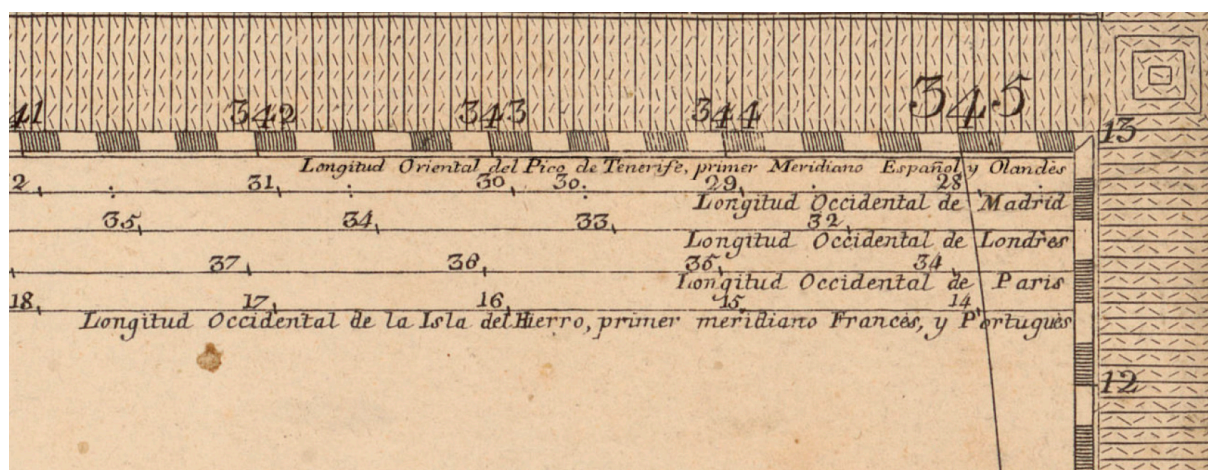 41 342 343 344 345
13
Longitud Oriental del Pico de Tenerife, primer Meridiano Español y Olandès
2 31 30 30 29 28
Longitud Occidental de Madrid
35 34 33 32
Longitud Occidental de Londres
37 36 35 34
Longitud Occidental de Paris
18 17 16 15 14
Longitud Occidental de la Isla del Hierro, primer meridiano Francès, y Portuguès
12